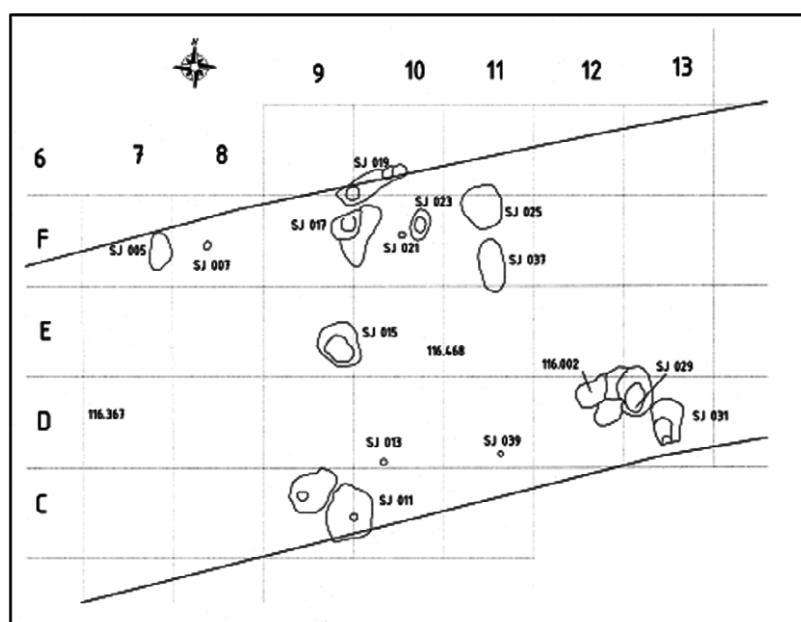 N
9 10 11 12 13
6 7 8
SJ 019
F SJ 017 SJ 023 SJ 025
SJ 005 SJ 007 SJ 021 SJ 037
E SJ 015 116.468
116.002 SJ 029
D 116.367 SJ 031
SJ 013 SJ 039
C SJ 011